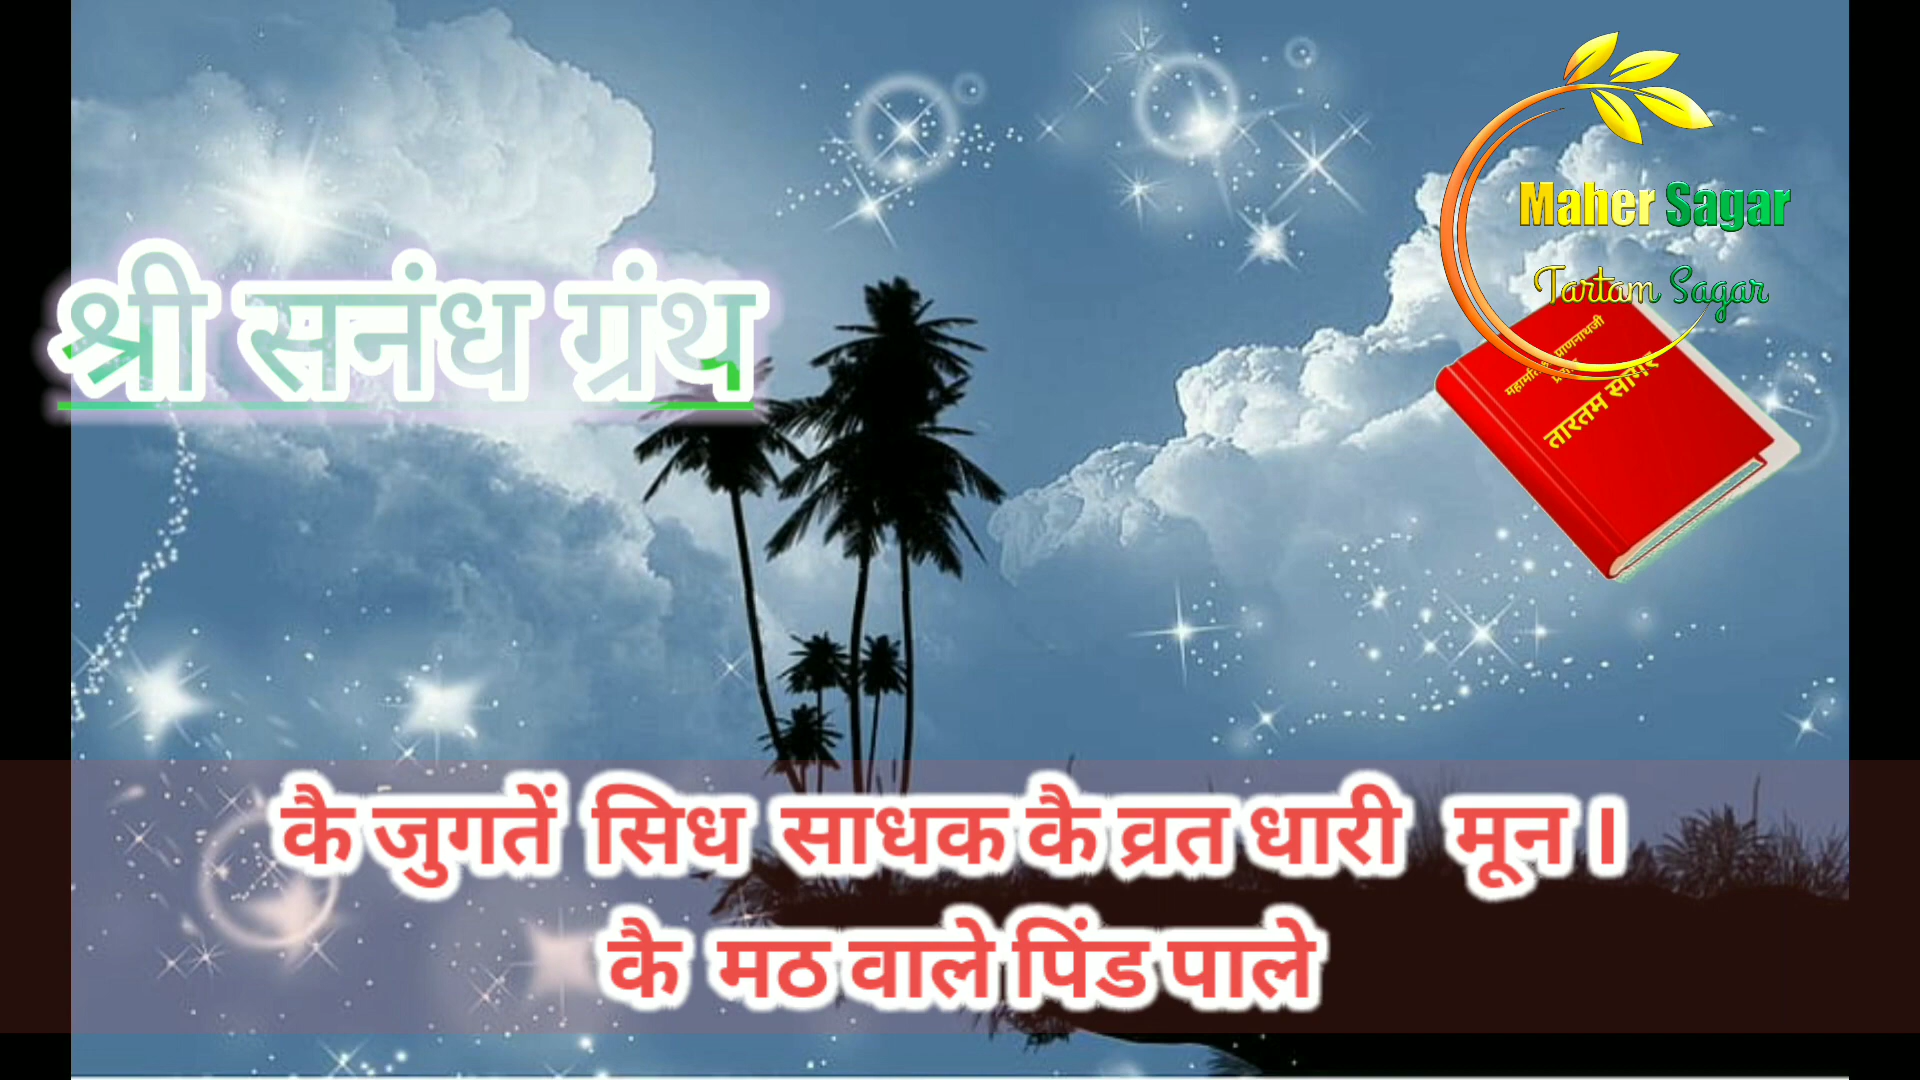 श्री सनंध ग्रंथ
Maher Sagar
Tartam Sagar
तारतम सागर
कै जुगतें सिध साधक कै व्रत धारी मून ।
कै मठ वाले पिंड पाले